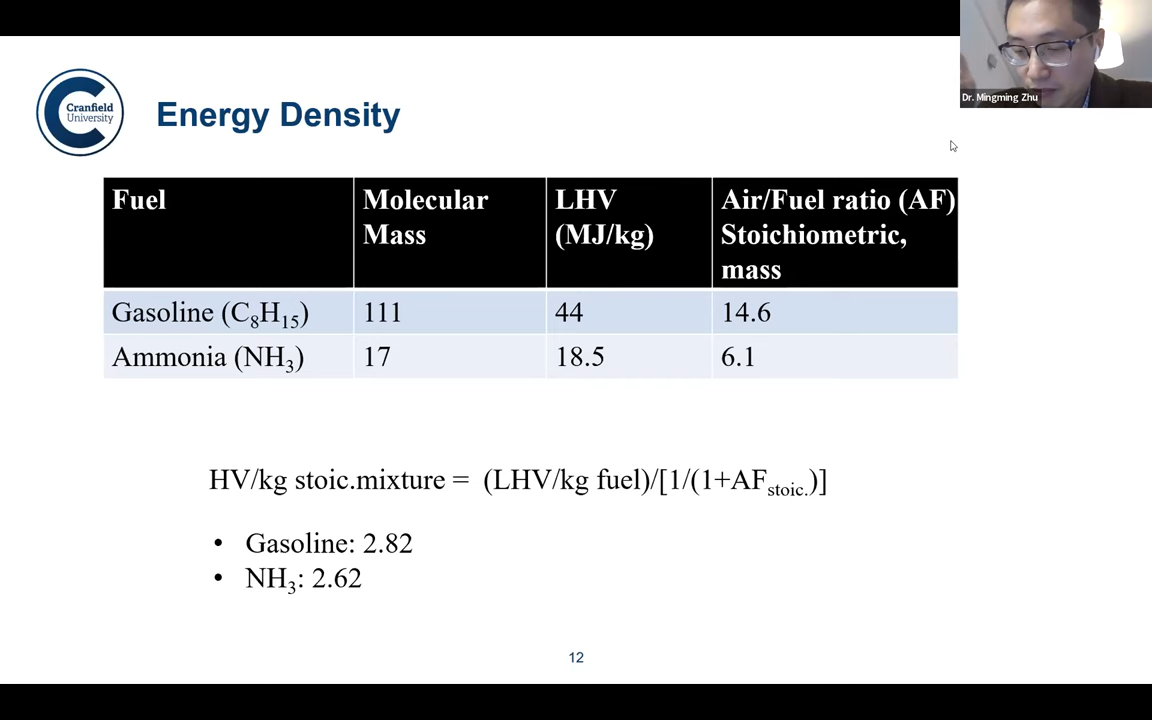 Dr. Mingming Zhu
Cranfield
University
Energy Density
Fuel
Molecular
Mass
LHV
(MJ/kg)
Air/Fuel ratio (AF)
Stoichiometric,
mass
Gasoline (C₈H₁₅) 111 44 14.6
Ammonia (NH₃) 17 18.5 6.1
HV/kg stoic.mixture = (LHV/kg fuel)/[1/(1+AFstoic.)]
• Gasoline: 2.82
• NH₃: 2.62
12